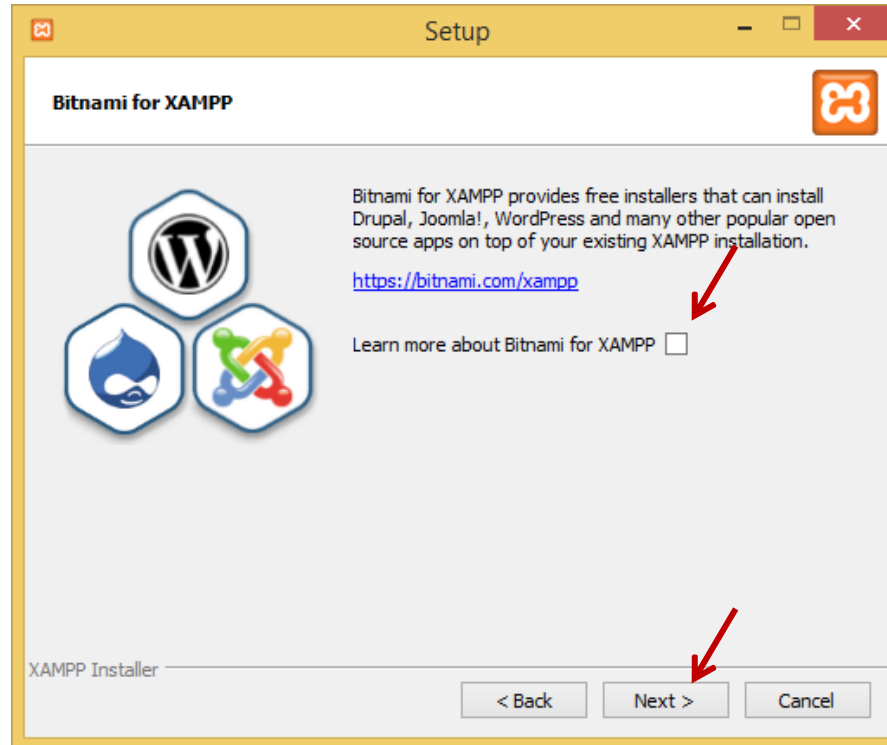 Setup
Bitnami for XAMPP
Bitnami for XAMPP provides free installers that can install
Drupal, Joomla!, WordPress and many other popular open
source apps on top of your existing XAMPP installation.
https://bitnami.com/xampp
Learn more about Bitnami for XAMPP
XAMPP Installer
< Back Next > Cancel